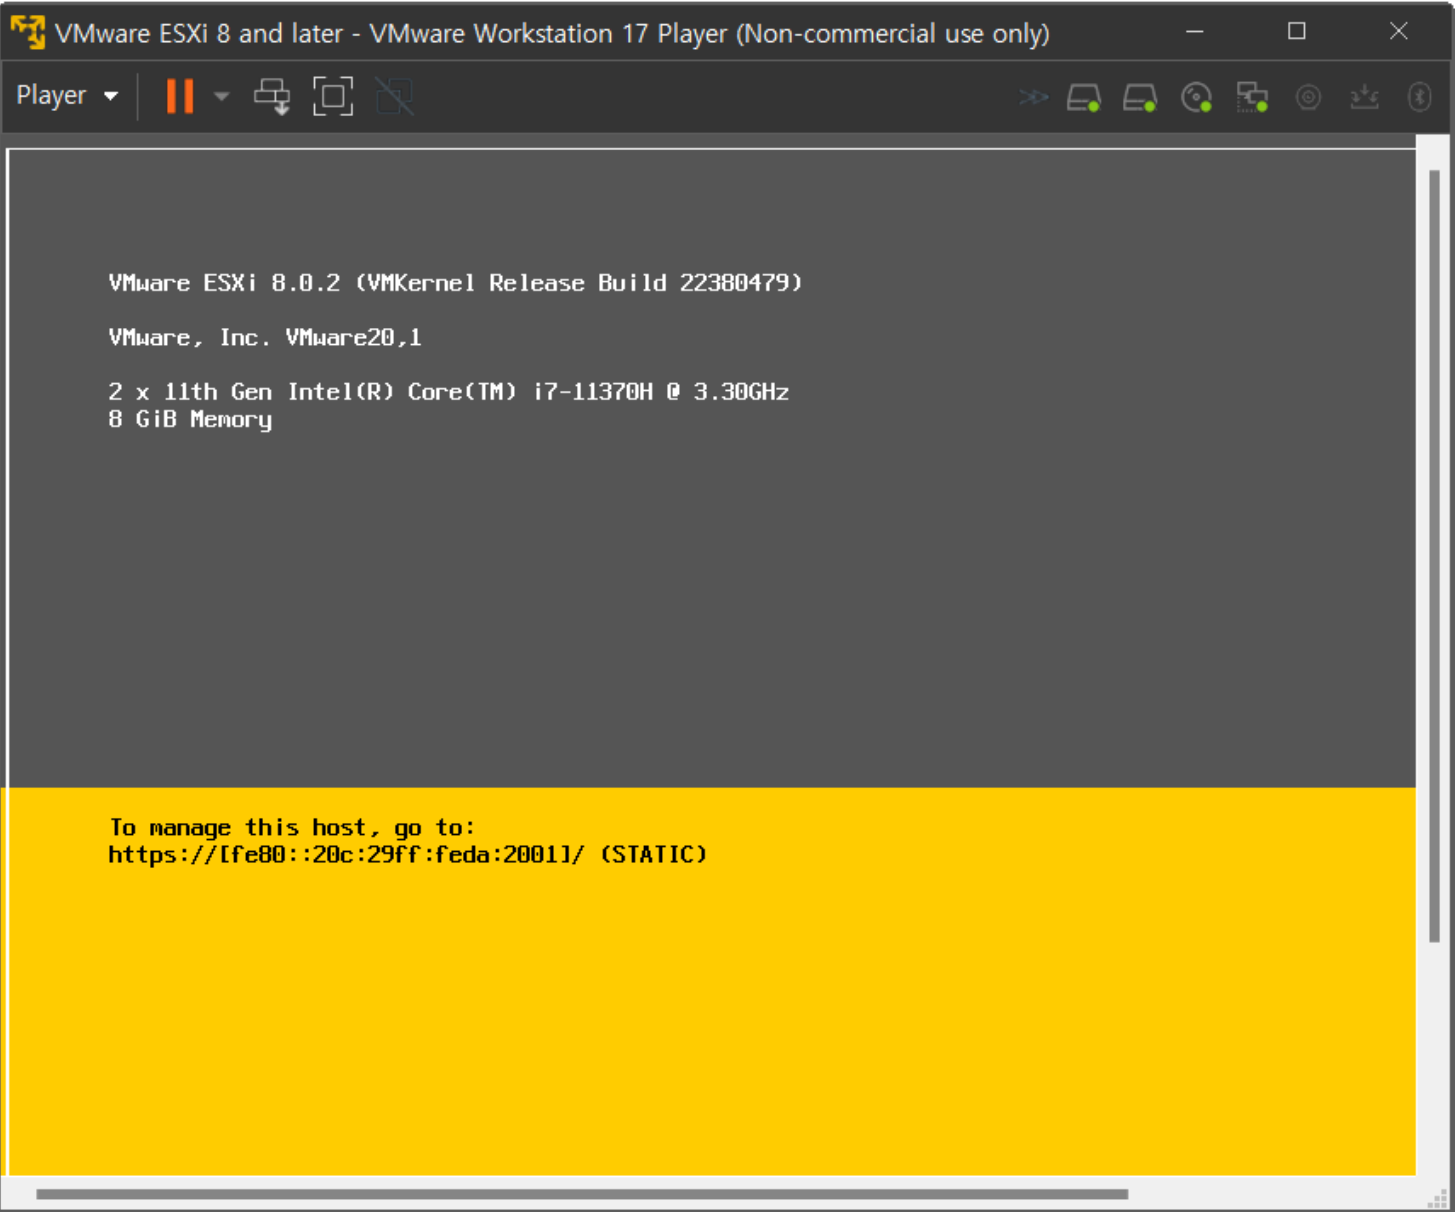 VMware ESXi 8 and later - VMware Workstation 17 Player (Non-commercial use only)
Player
VMware ESXi 8.0.2 (VMKernel Release Build 22380479)
VMware, Inc. VMware20,1
2 x 11th Gen Intel(R) Core(TM) i7-11370H @ 3.30GHz
8 GiB Memory
To manage this host, go to:
https://[fe80::20c:29ff:feda:2001]/ (STATIC)